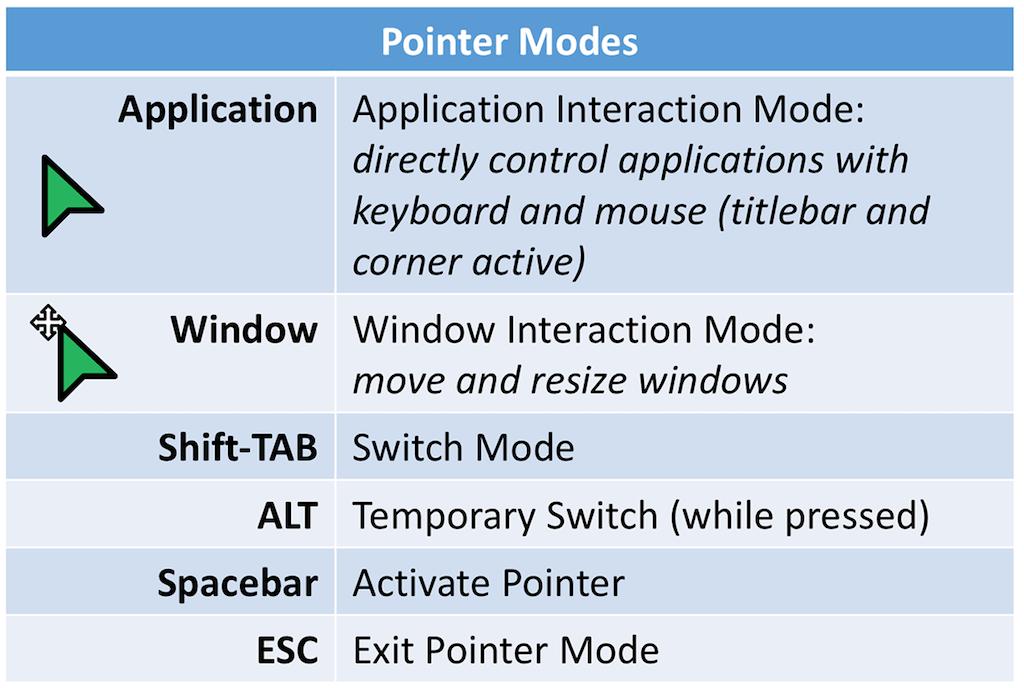 Pointer Modes
Application
Application Interaction Mode:
directly control applications with
keyboard and mouse (titlebar and
corner active)
Window
Window Interaction Mode:
move and resize windows
Shift-TAB
Switch Mode
ALT
Temporary Switch (while pressed)
Spacebar
Activate Pointer
ESC
Exit Pointer Mode